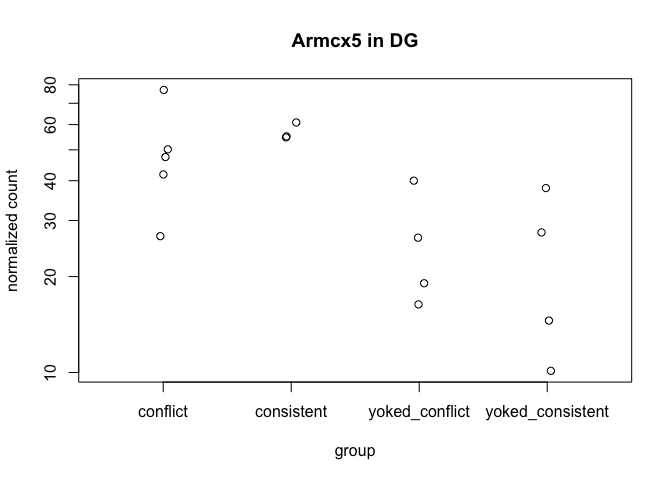 Armcx5 in DG
normalized count
80
60
40
30
20
10
conflict consistent yoked_conflict yoked_consistent
group